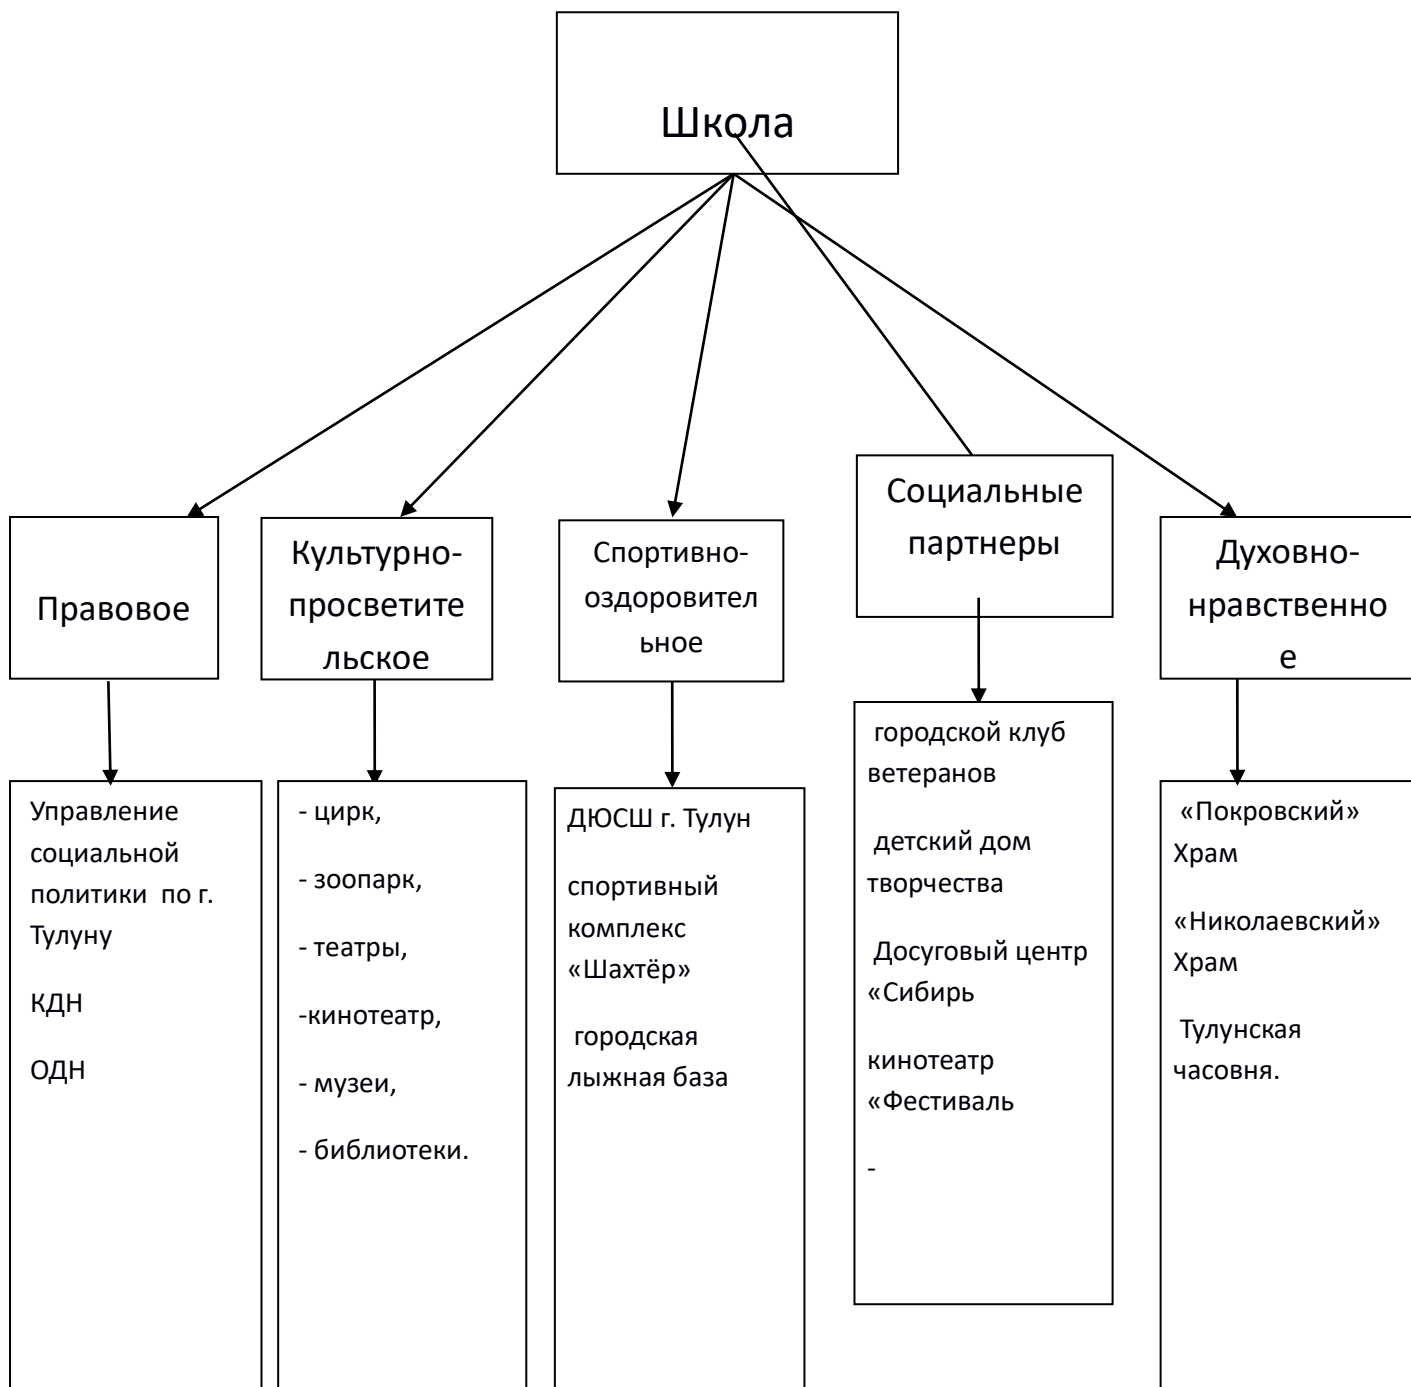 Школа
Правовое
Культурно-
просветите
льское
Спортивно-
оздоровител
ьное
Социальные
партнеры
Духовно-
нравственно
е
Управление
социальной
политики  по г.
Тулуну
КДН
ОДН
- цирк,
- зоопарк,
- театры,
-кинотеатр,
- музеи,
- библиотеки.
ДЮСШ г. Тулун
спортивный
комплекс
«Шахтёр»
городская
лыжная база
городской клуб
ветеранов
детский дом
творчества
Досуговый центр
«Сибирь
кинотеатр
«Фестиваль
-
«Покровский»
Храм
«Николаевский»
Храм
Тулунская
часовня.